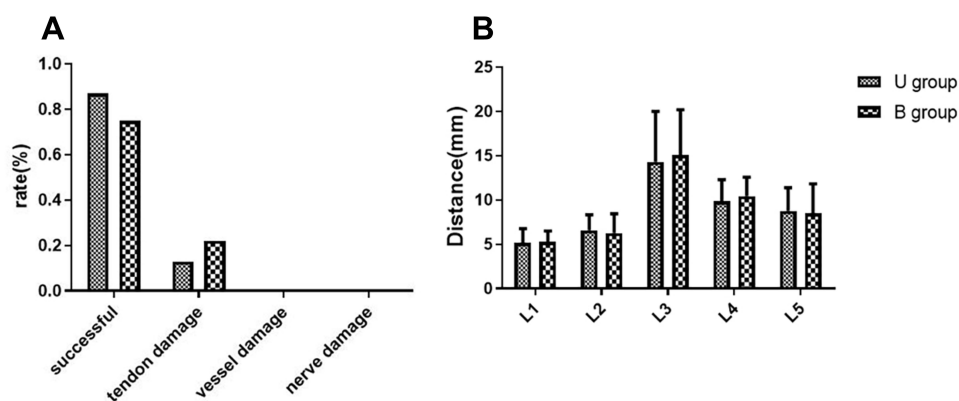 A
1.0
0.8
0.6
0.4
0.2
0.0
rate(%)
successful
tendon damage
vessel damage
nerve damage
B
25
20
15
10
5
0
Distance(mm)
L1
L2
L3
L4
L5
U group
B group